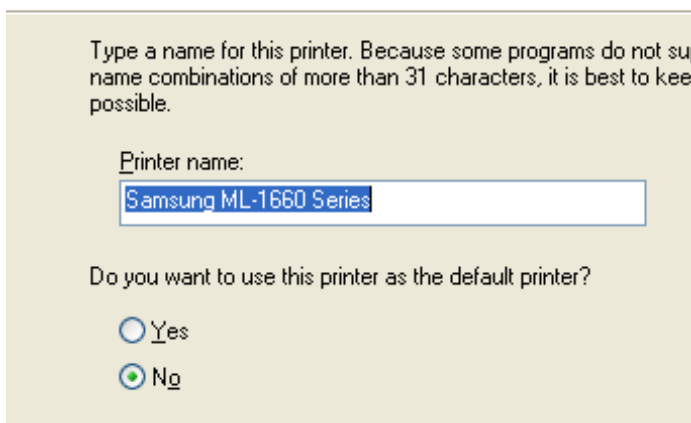 Type a name for this printer. Because some programs do not
name combinations of more than 31 characters, it is best to
possible.
Printer name:
Samsung ML-1660 Series
Do you want to use this printer as the default printer?
Yes
No